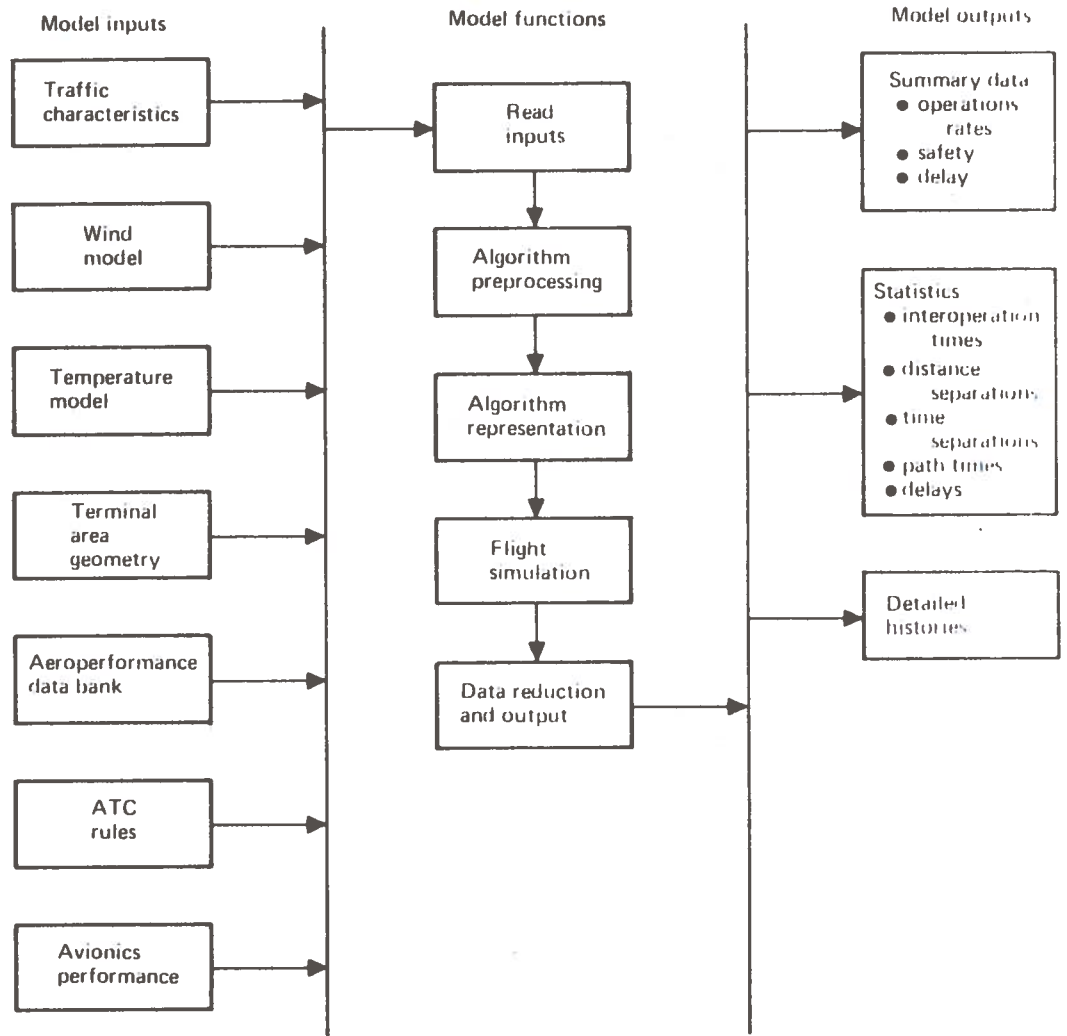 Model inputs
Traffic
characteristics
Wind
model
Temperature
model
Terminal
area
geometry
Aeroperformance
data bank
ATC
rules
Avionics
performance
Model functions
Read
inputs
Algorithm
preprocessing
Algorithm
representation
Flight
simulation
Data reduction
and output
Model outputs
Summary data
● operations
rates
● safety
● delay
Statistics
● interoperation
times
● distance
separations
● time
separations
● path times
● delays
Detailed
histories